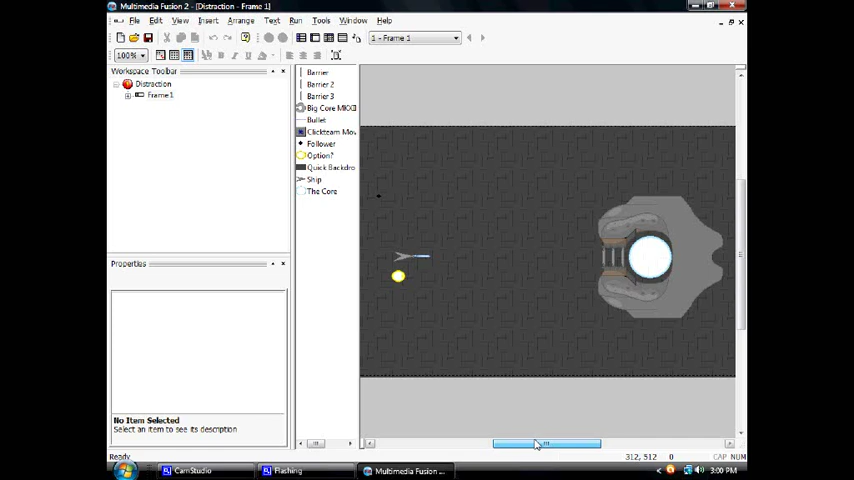 Multimedia Fusion 2 - [Distraction - Frame 1]
File Edit View Insert Arrange Text Run Tools Window Help
1 - Frame 1
100%
Workspace Toolbar
Distraction
Frame 1
Properties
No Item Selected
Select an item to see its description
Barrier
Barrier 2
Barrier 3
Big Core MKXII
Bullet
Clickteam Mov
Follower
Option?
Quick Backdro
Ship
The Core
Ready
312, 512 0
CAP NUM
CamStudio
Flashing
Multimedia Fusion ...
3:00 PM